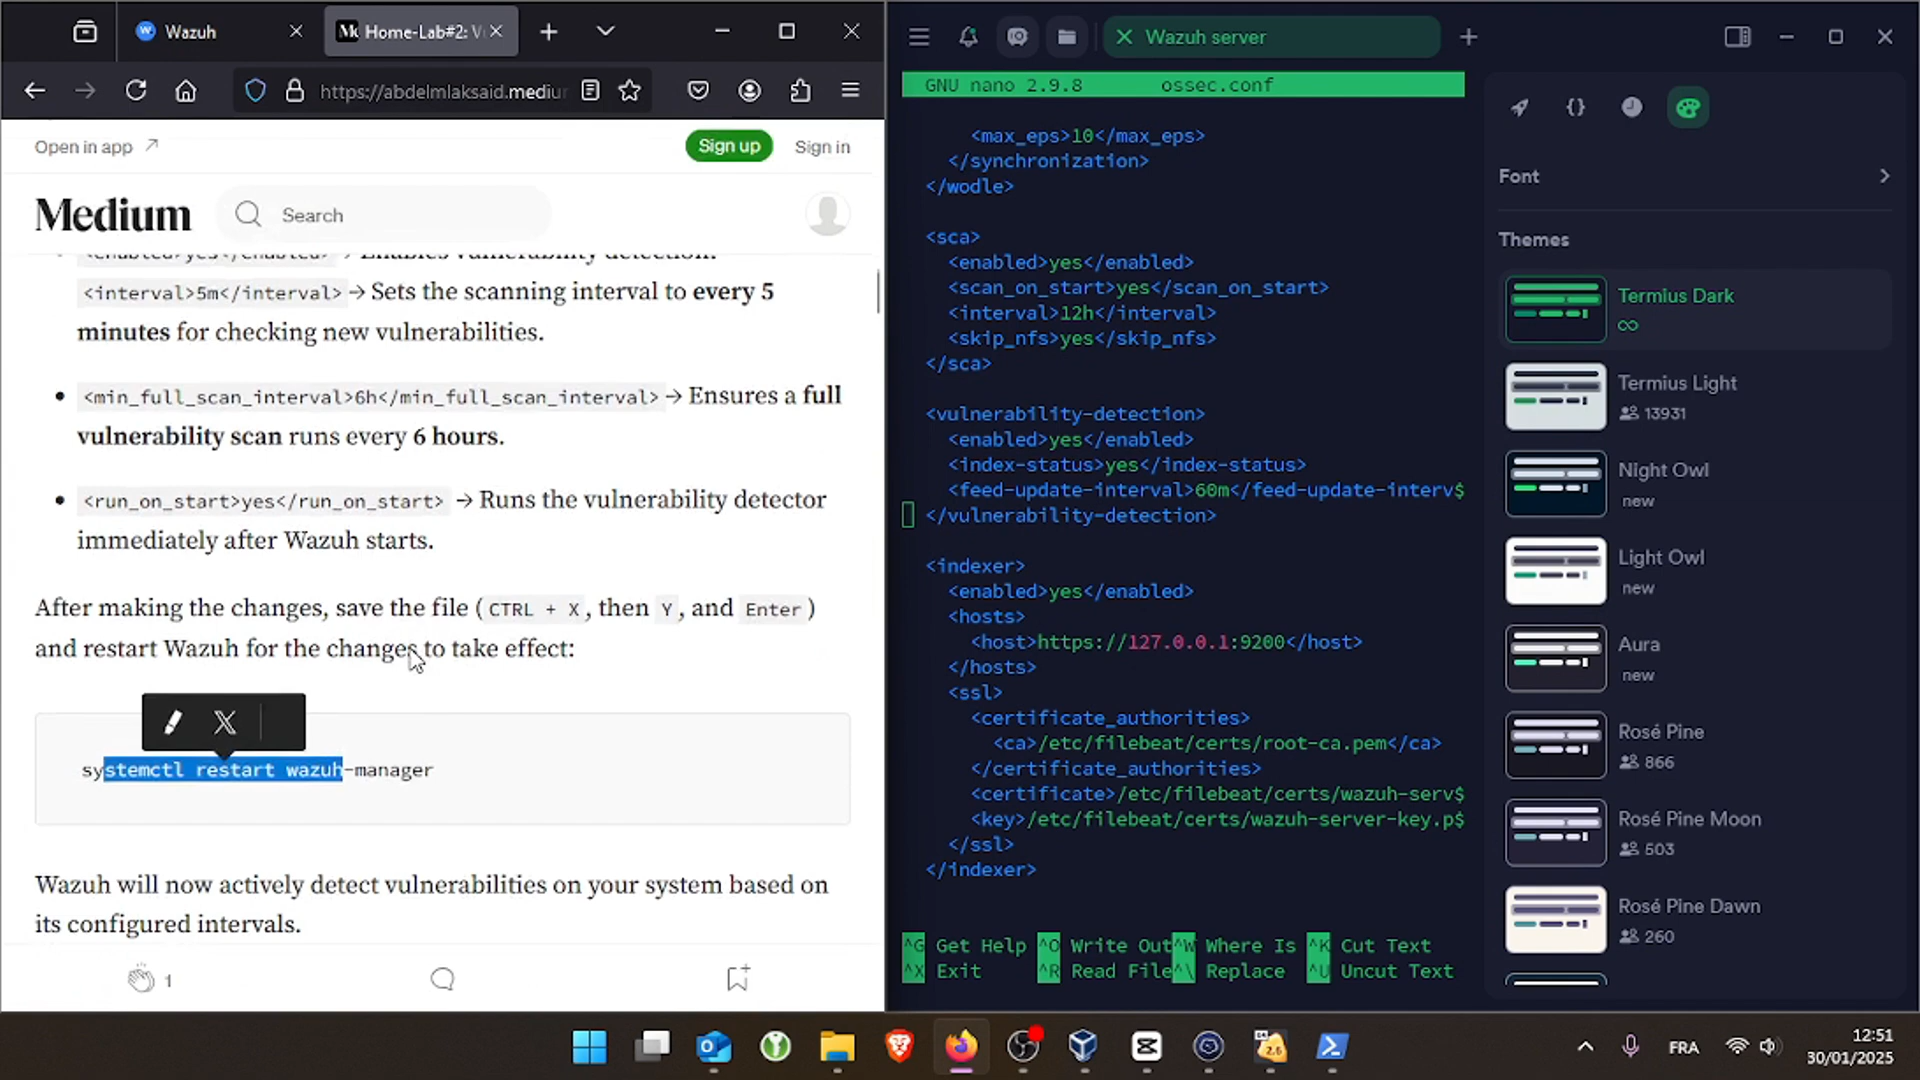 Wazuh
Home-Lab#2: V
https://abdelmlaksaid.mediu
Open in app
Sign up
Sign in
Medium
Search
<enabled>yes</enabled> → Enables vulnerability detection.
<interval>5m</interval> → Sets the scanning interval to every 5
minutes for checking new vulnerabilities.
<min_full_scan_interval>6h</min_full_scan_interval> → Ensures a full
vulnerability scan runs every 6 hours.
<run_on_start>yes</run_on_start> → Runs the vulnerability detector
immediately after Wazuh starts.
After making the changes, save the file ( CTRL + X , then Y , and Enter )
and restart Wazuh for the changes to take effect:
systemctl restart wazuh-manager
Wazuh will now actively detect vulnerabilities on your system based on
its configured intervals.
1
Wazuh server
GNU nano 2.9.8 ossec.conf
<max_eps>10</max_eps>
</synchronization>
</wodle>
<sca>
<enabled>yes</enabled>
<scan_on_start>yes</scan_on_start>
<interval>12h</interval>
<skip_nfs>yes</skip_nfs>
</sca>
<vulnerability-detection>
<enabled>yes</enabled>
<index-status>yes</index-status>
<feed-update-interval>60m</feed-update-interv$
</vulnerability-detection>
<indexer>
<enabled>yes</enabled>
<hosts>
<host>https://127.0.0.1:9200</host>
</hosts>
<ssl>
<certificate_authorities>
<ca>/etc/filebeat/certs/root-ca.pem</ca>
</certificate_authorities>
<certificate>/etc/filebeat/certs/wazuh-serv$
<key>/etc/filebeat/certs/wazuh-server-key.p$
</ssl>
</indexer>
^G Get Help ^O Write Out ^W Where Is ^K Cut Text
^X Exit ^R Read File ^\ Replace ^U Uncut Text
Font
Themes
Termius Dark
Termius Light
13931
Night Owl
new
Light Owl
new
Aura
new
Rosé Pine
866
Rosé Pine Moon
503
Rosé Pine Dawn
260
FRA
12:51
30/01/2025